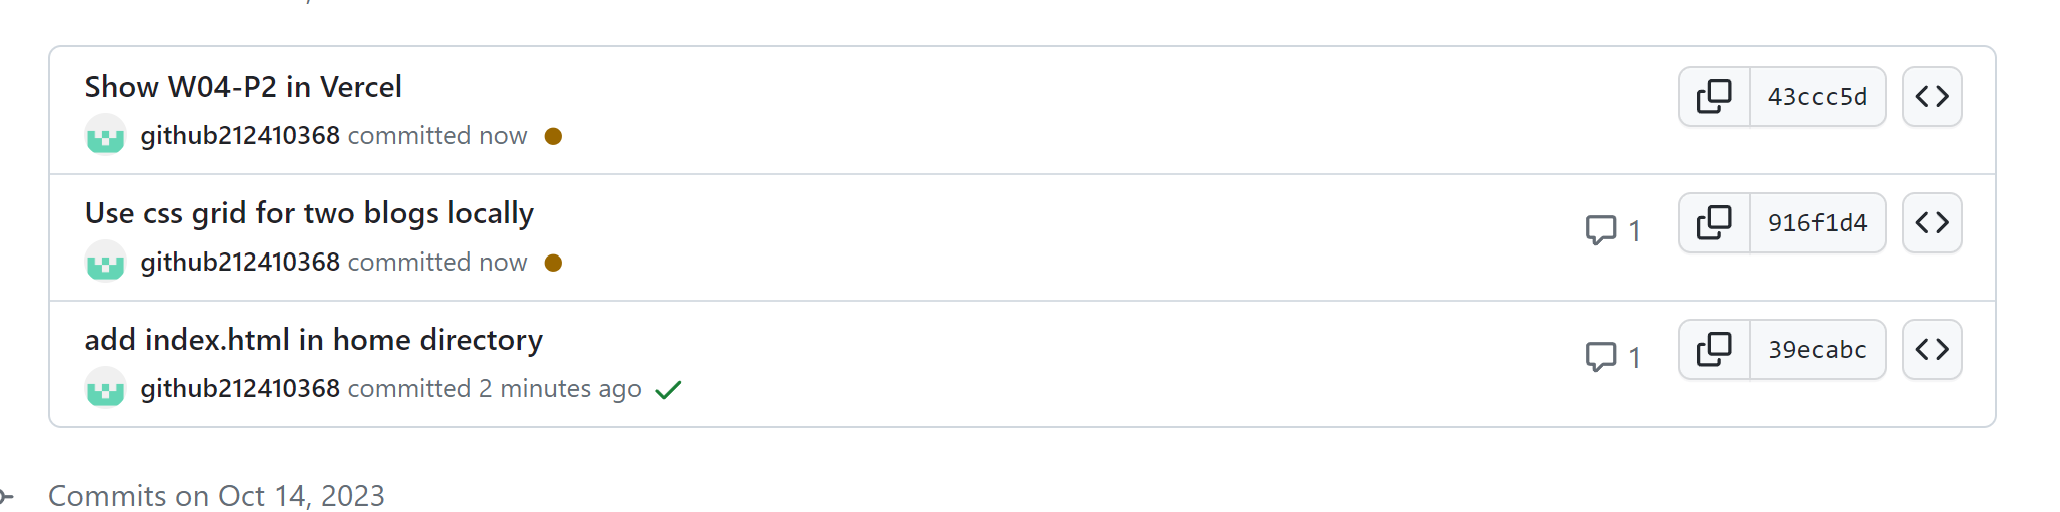 Show W04-P2 in Vercel
43ccc5d
github212410368 committed now
Use css grid for two blogs locally
1
916f1d4
github212410368 committed now
add index.html in home directory
1
39ecabc
github212410368 committed 2 minutes ago
Commits on Oct 14, 2023